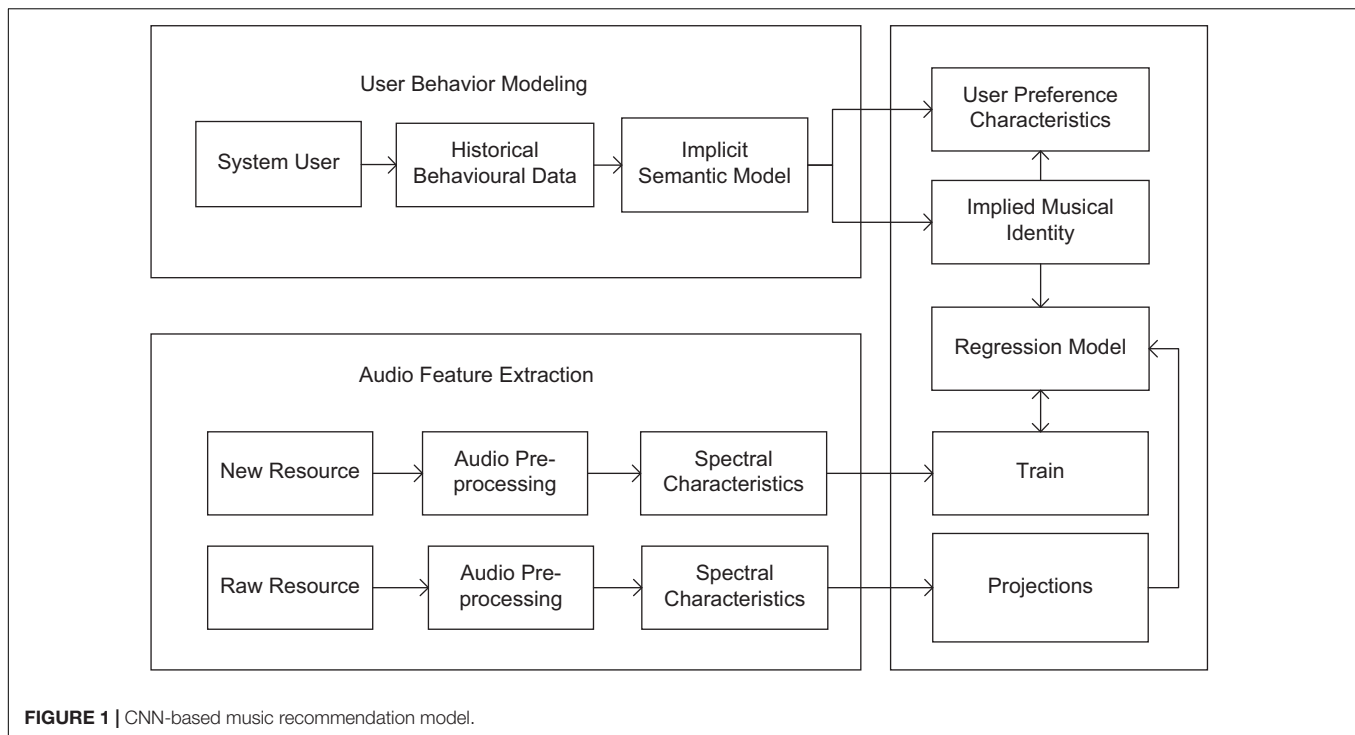 User Behavior Modeling
System User
Historical
Behavioural Data
Implicit
Semantic Model
User Preference
Characteristics
Implied Musical
Identity
Regression Model
Train
Projections
Audio Feature Extraction
New Resource
Audio Pre-
processing
Spectral
Characteristics
Raw Resource
Audio Pre-
processing
Spectral
Characteristics
FIGURE 1 | CNN-based music recommendation model.